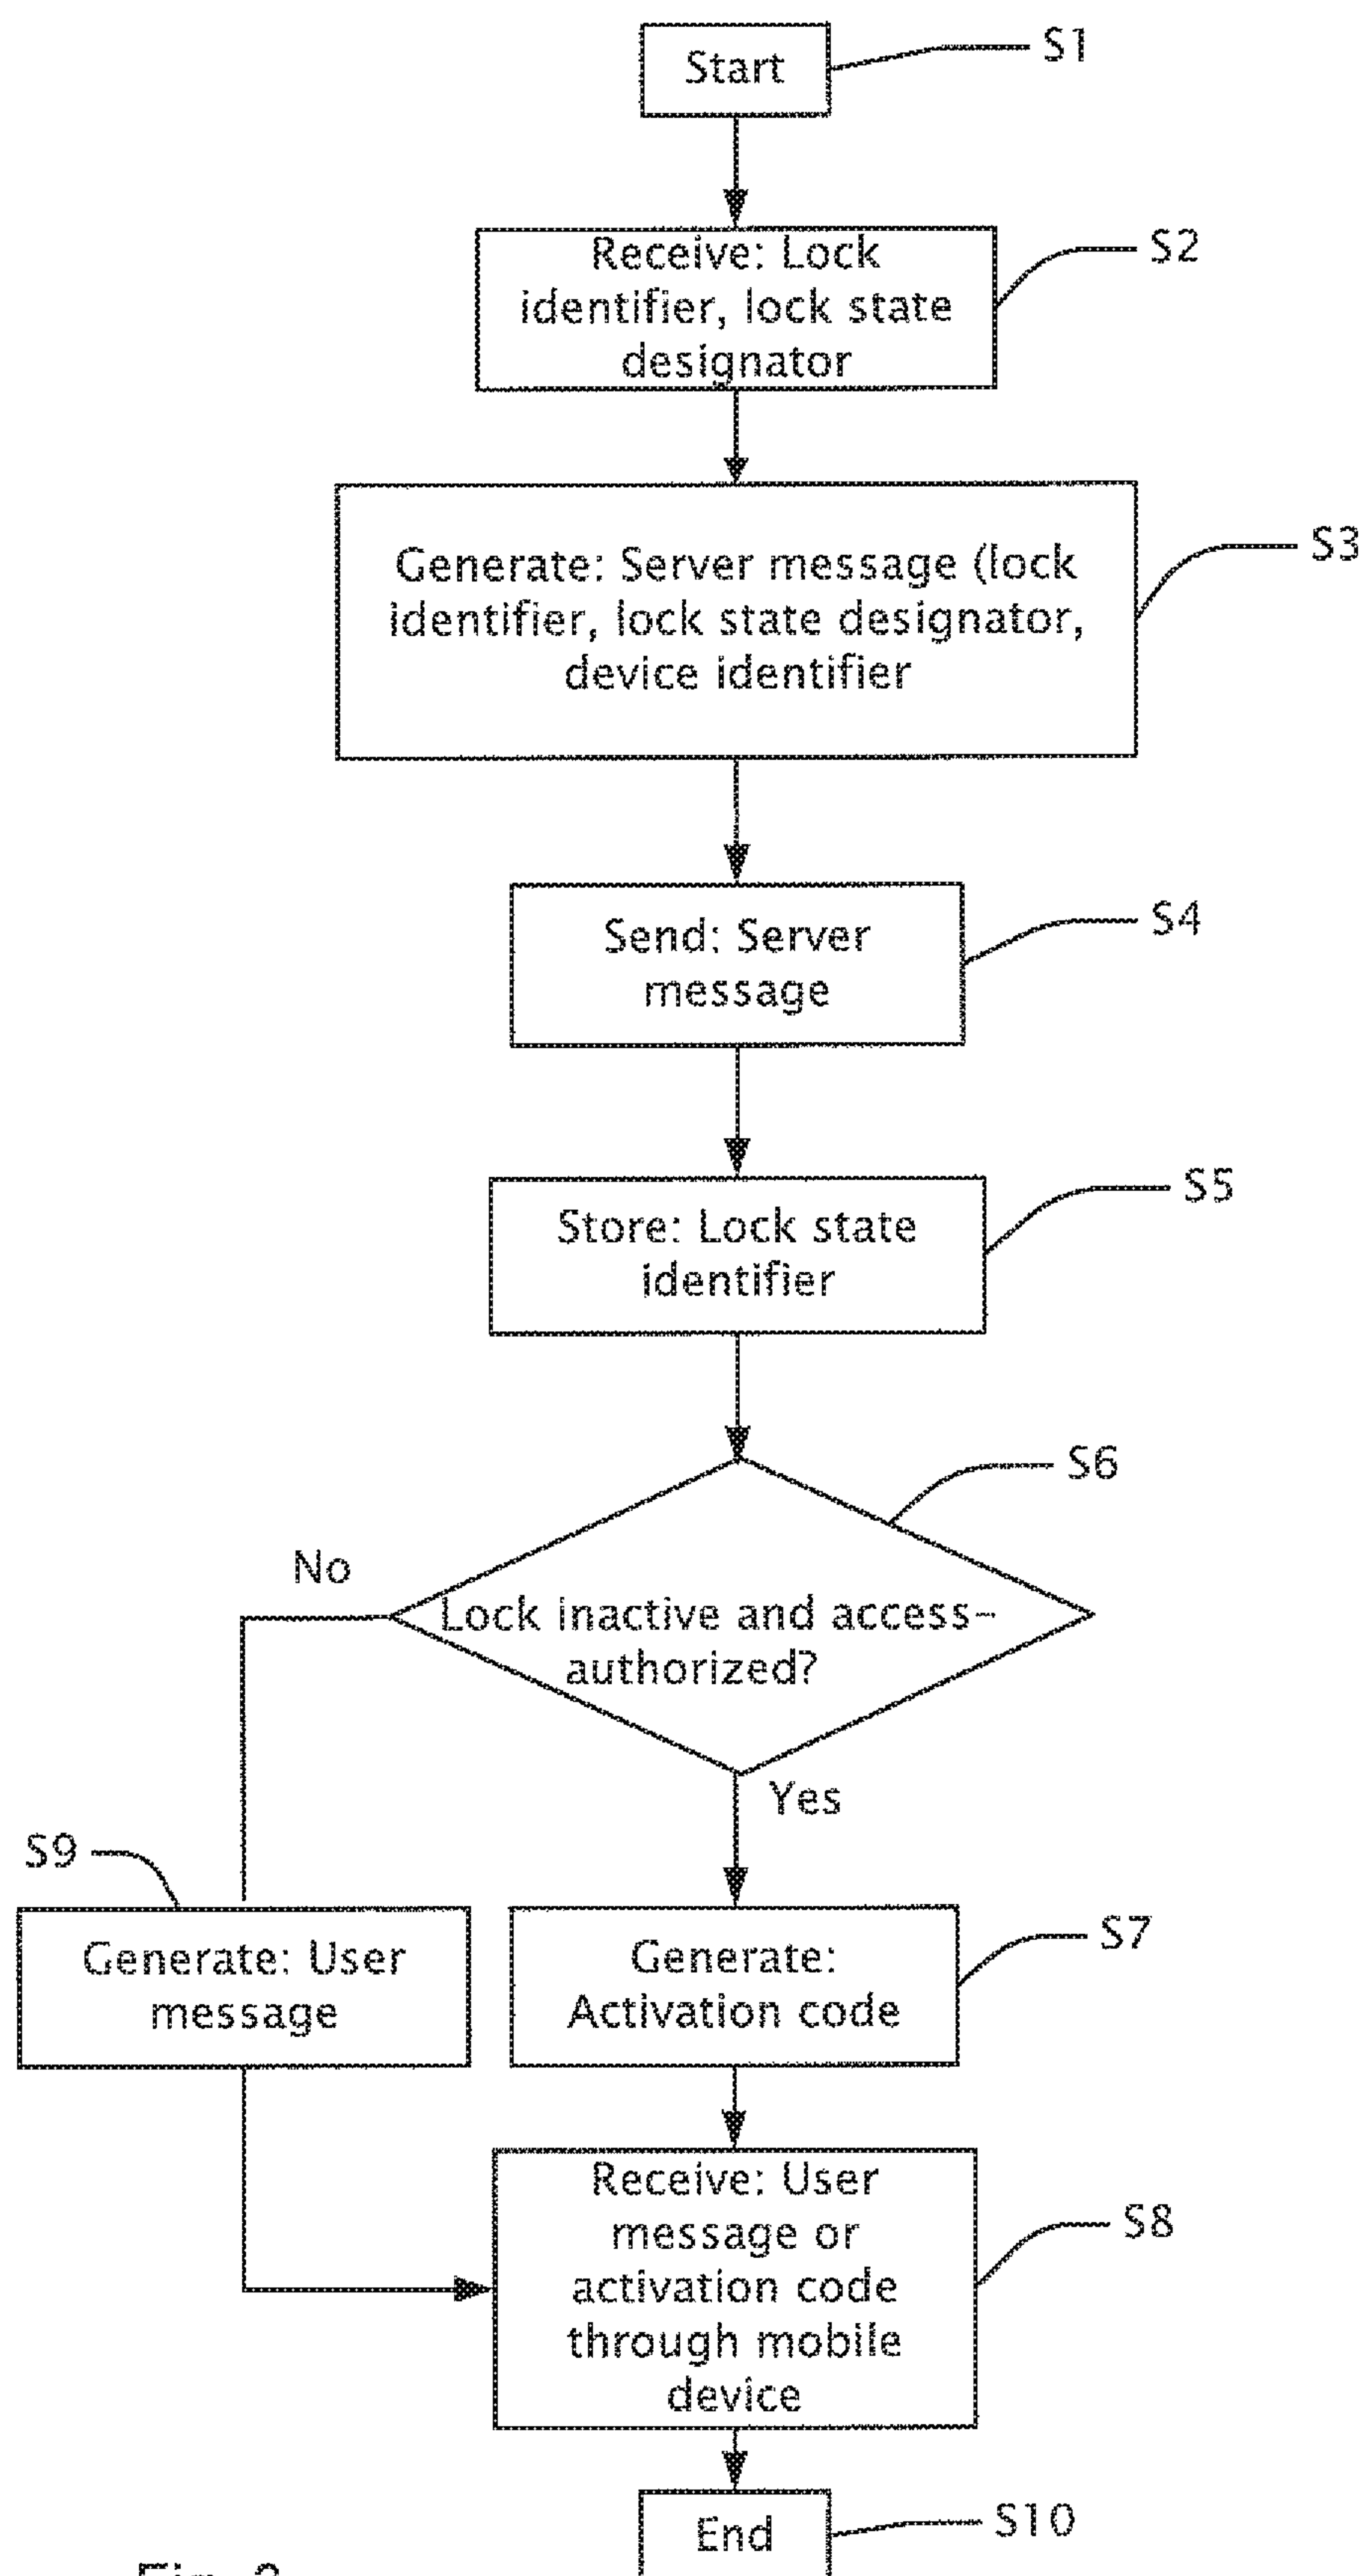 Start
S1
Receive: Lock
identifier, lock state
designator
S2
Generate: Server message (lock
identifier, lock state designator,
device identifier
S3
Send: Server
message
S4
Store: Lock state
identifier
S5
S6
No
Lock inactive and access-
authorized?
Yes
S9
Generate: User
message
Generate:
Activation code
S7
Receive: User
message or
activation code
through mobile
device
S8
End
S10